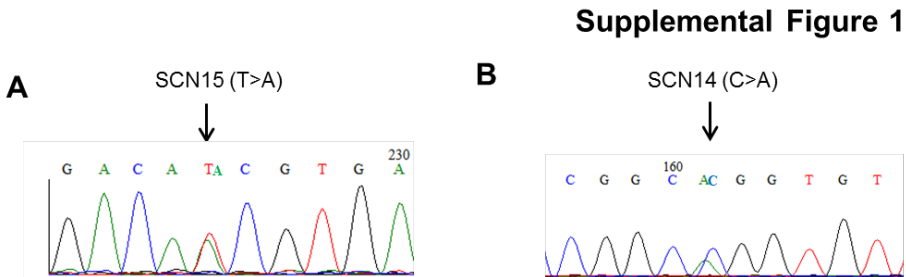 Supplemental Figure 1
A
SCN15 (T>A)
G A C A TA C G T G A
230
B
SCN14 (C>A)
160
C G G C AC G G T G T